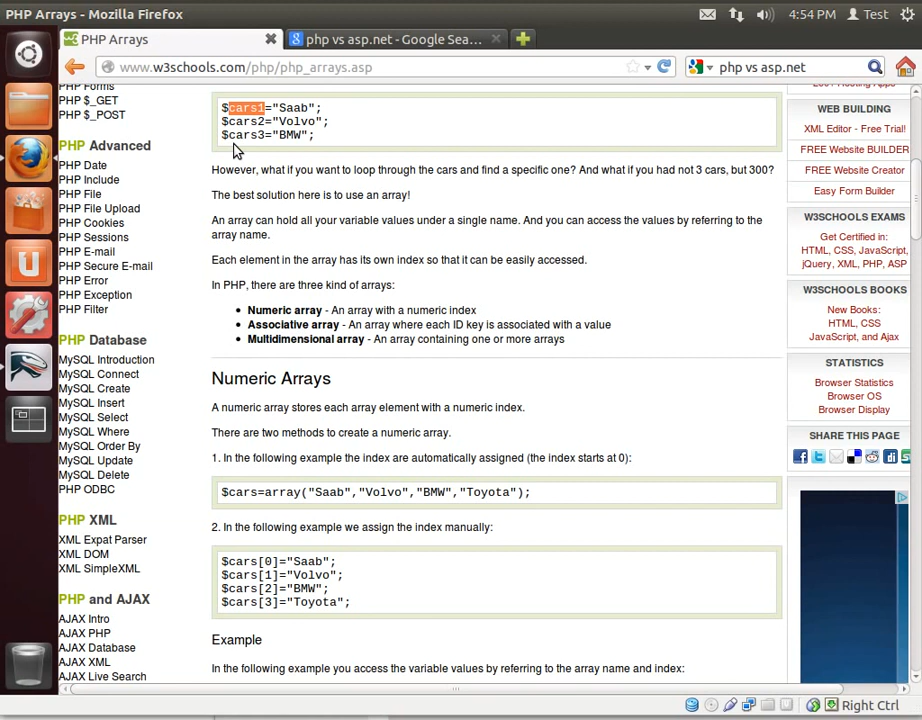 PHP Arrays - Mozilla Firefox
4:54 PM Test
PHP Arrays
php vs asp.net - Google Sea...
www.w3schools.com/php/php_arrays.asp
php vs asp.net
PHP Forms
PHP $_GET
PHP $_POST
PHP Advanced
PHP Date
PHP Include
PHP File
PHP File Upload
PHP Cookies
PHP Sessions
PHP E-mail
PHP Secure E-mail
PHP Error
PHP Exception
PHP Filter
PHP Database
MySQL Introduction
MySQL Connect
MySQL Create
MySQL Insert
MySQL Select
MySQL Where
MySQL Order By
MySQL Update
MySQL Delete
PHP ODBC
PHP XML
XML Expat Parser
XML DOM
XML SimpleXML
PHP and AJAX
AJAX Intro
AJAX PHP
AJAX Database
AJAX XML
AJAX Live Search
$cars1="Saab";
$cars2="Volvo";
$cars3="BMW";
However, what if you want to loop through the cars and find a specific one? And what if you had not 3 cars, but 300?
The best solution here is to use an array!
An array can hold all your variable values under a single name. And you can access the values by referring to the
array name.
Each element in the array has its own index so that it can be easily accessed.
In PHP, there are three kind of arrays:
• Numeric array - An array with a numeric index
• Associative array - An array where each ID key is associated with a value
• Multidimensional array - An array containing one or more arrays
Numeric Arrays
A numeric array stores each array element with a numeric index.
There are two methods to create a numeric array.
1. In the following example the index are automatically assigned (the index starts at 0):
$cars=array("Saab","Volvo","BMW","Toyota");
2. In the following example we assign the index manually:
$cars[0]="Saab";
$cars[1]="Volvo";
$cars[2]="BMW";
$cars[3]="Toyota";
Example
In the following example you access the variable values by referring to the array name and index:
WEB BUILDING
XML Editor - Free Trial!
FREE Website BUILDER
FREE Website Creator
Easy Form Builder
W3SCHOOLS EXAMS
Get Certified in:
HTML, CSS, JavaScript,
jQuery, XML, PHP, ASP
W3SCHOOLS BOOKS
New Books:
HTML, CSS
JavaScript, and Ajax
STATISTICS
Browser Statistics
Browser OS
Browser Display
SHARE THIS PAGE
Right Ctrl